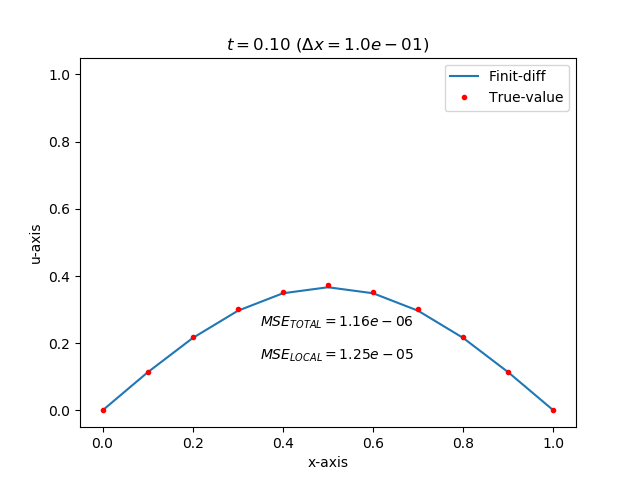 t = 0.10 (Δx = 1.0e − 01)
Finit-diff
True-value
u-axis
1.0
0.8
0.6
0.4
0.2
0.0
MSE_TOTAL = 1.16e − 06
MSE_LOCAL = 1.25e − 05
0.0 0.2 0.4 0.6 0.8 1.0
x-axis